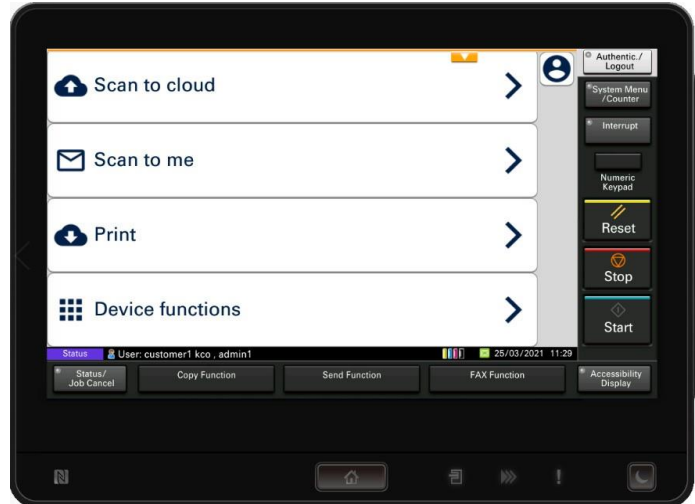 Scan to cloud
Scan to me
Print
Device functions
Authentic./
Logout
System Menu
/Counter
Interrupt
Numeric
Keypad
Reset
Stop
Start
Status
User: customer1 kco , admin1
25/03/2021 11:29
Status/
Job Cancel
Copy Function
Send Function
FAX Function
Accessibility
Display